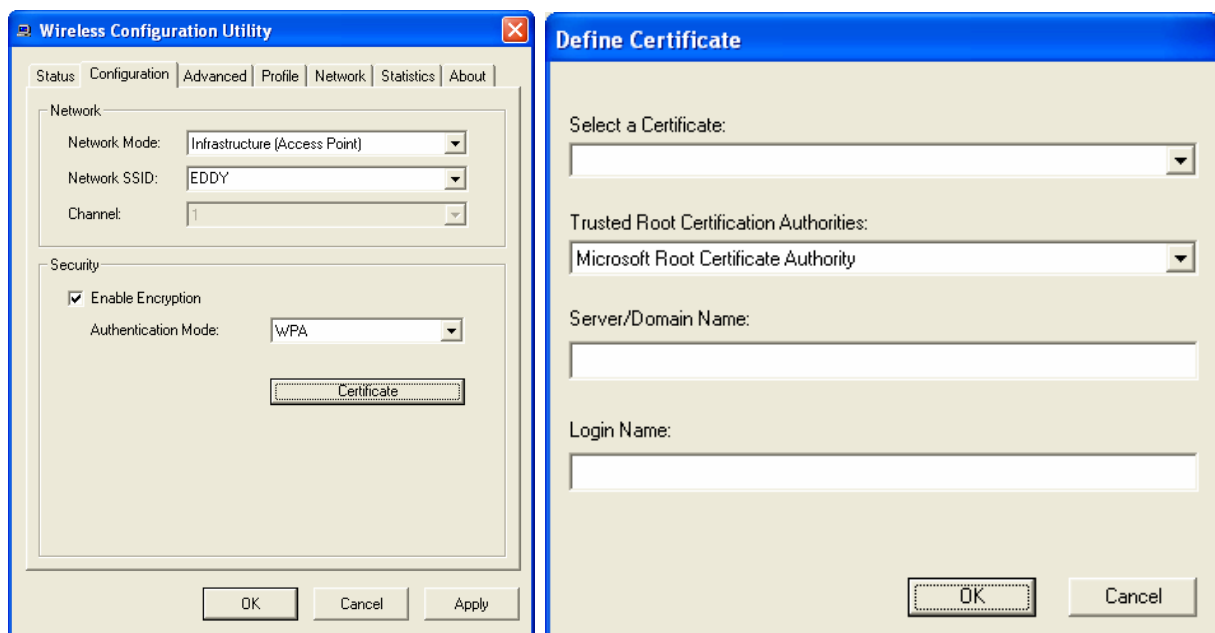 Wireless Configuration Utility
Status Configuration Advanced Profile Network Statistics About
Network
Network Mode: Infrastructure (Access Point)
Network SSID: EDDY
Channel: 1
Security
Enable Encryption
Authentication Mode: WPA
Certificate
OK Cancel Apply
Define Certificate
Select a Certificate:
Trusted Root Certification Authorities:
Microsoft Root Certificate Authority
Server/Domain Name:
Login Name:
OK Cancel